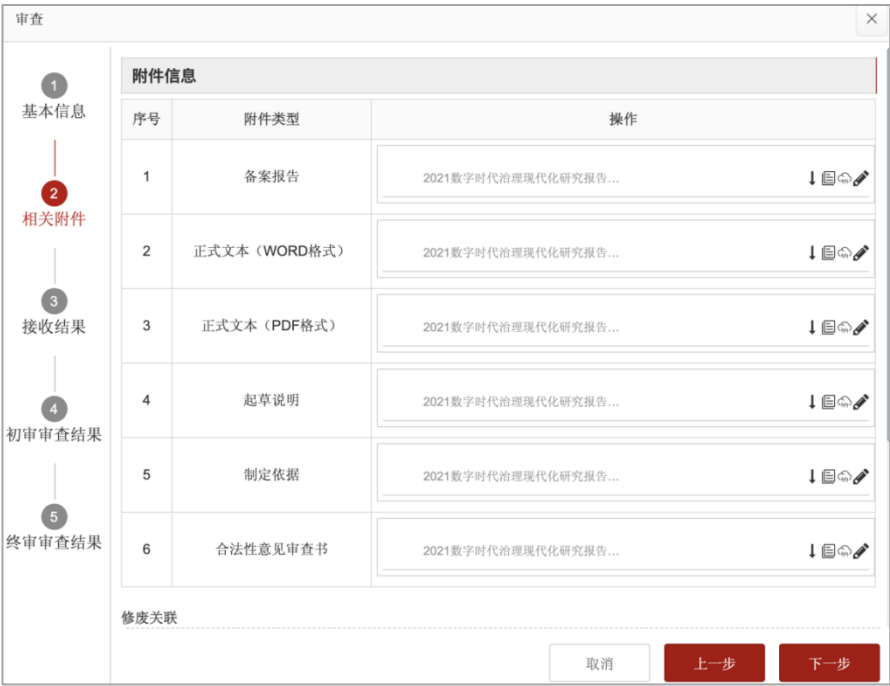 审查
1
基本信息
2
相关附件
3
接收结果
4
初审审查结果
5
终审审查结果
附件信息
序号 附件类型 操作
1 备案报告 2021数字时代治理现代化研究报告...
2 正式文本（WORD格式） 2021数字时代治理现代化研究报告...
3 正式文本（PDF格式） 2021数字时代治理现代化研究报告...
4 起草说明 2021数字时代治理现代化研究报告...
5 制定依据 2021数字时代治理现代化研究报告...
6 合法性意见审查书 2021数字时代治理现代化研究报告...
修废关联
取消 上一步 下一步